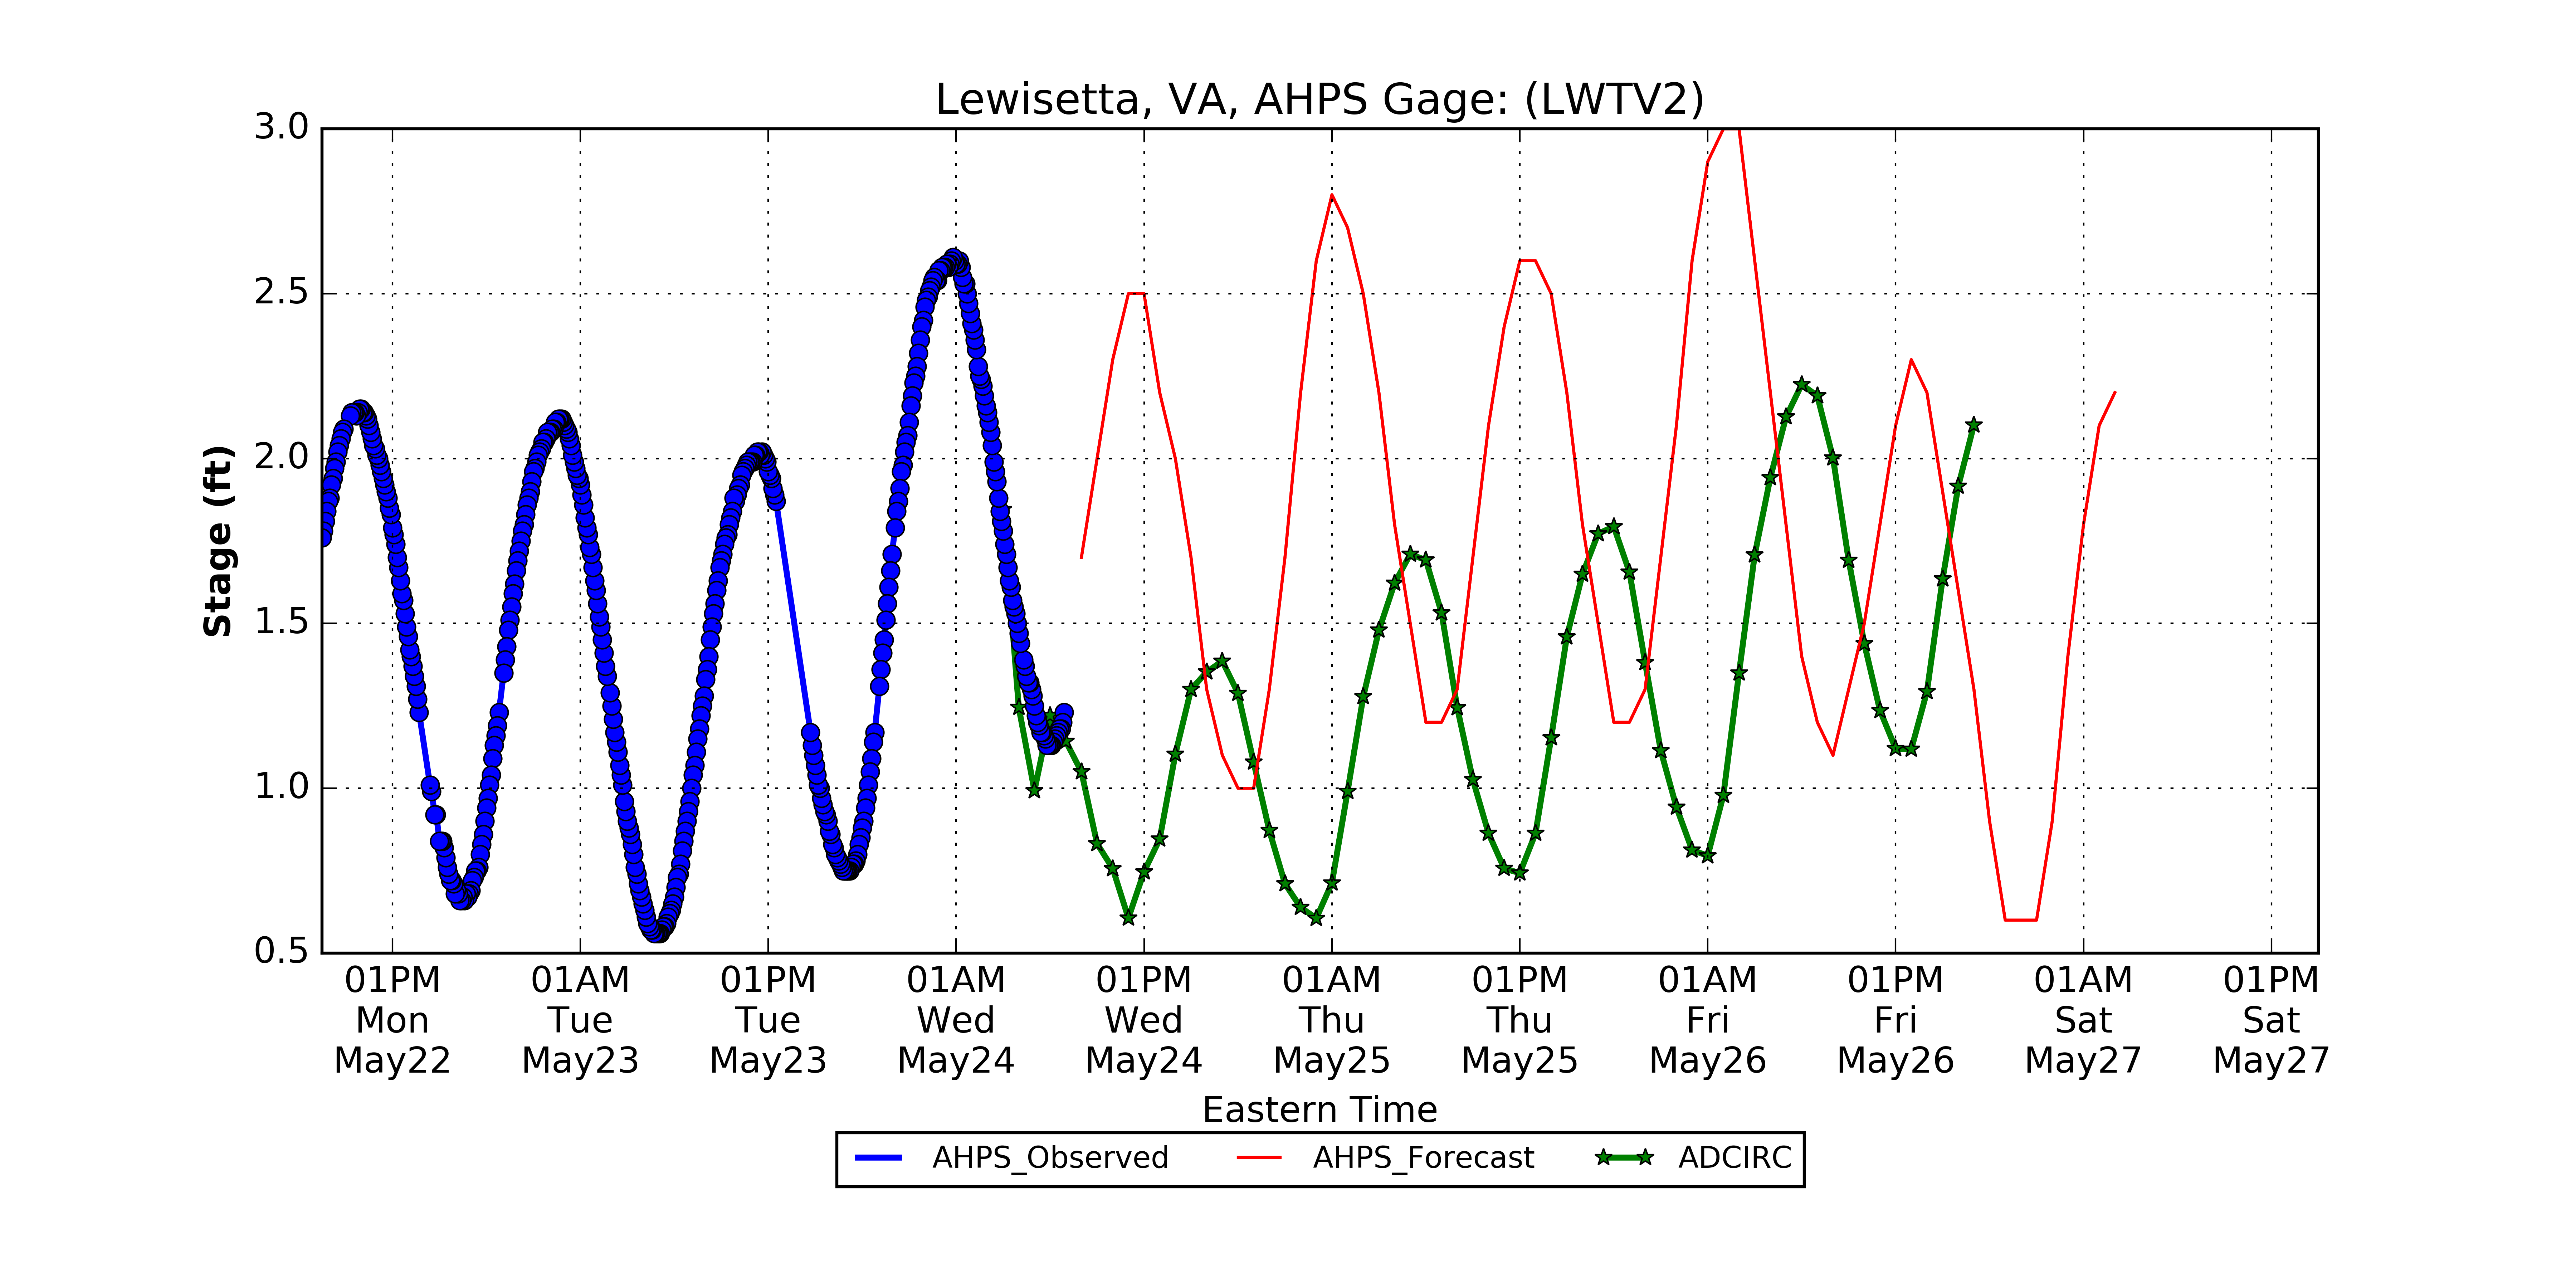 Lewisetta, VA, AHPS Gage: (LWTV2)
Stage (ft)
3.0
2.5
2.0
1.5
1.0
0.5
01PM 01AM 01PM 01AM 01PM 01AM 01PM 01AM 01PM 01AM 01PM
Mon Tue Tue Wed Wed Thu Thu Fri Fri Sat Sat
May22 May23 May23 May24 May24 May25 May25 May26 May26 May27 May27
Eastern Time
AHPS_Observed AHPS_Forecast ADCIRC